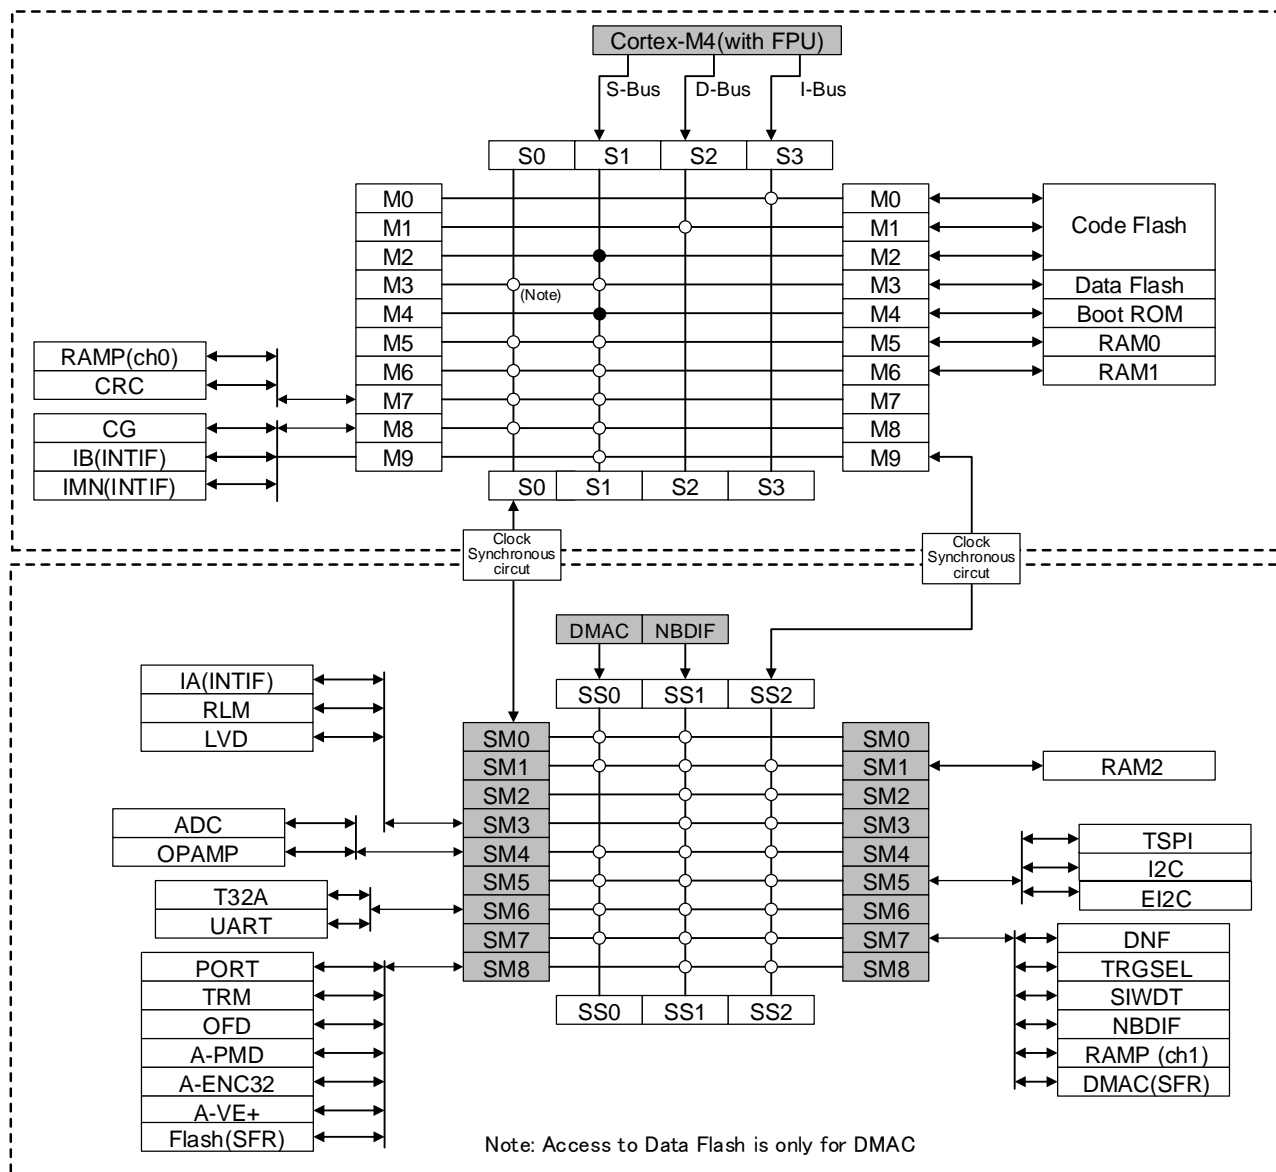 Cortex-M4(with FPU)
S-Bus
D-Bus
I-Bus
S0
S1
S2
S3
M0
M1
M2
M3
M4
M5
M6
M7
M8
M9
(Note)
M0
M1
M2
M3
M4
M5
M6
M7
M8
M9
Code Flash
Data Flash
Boot ROM
RAM0
RAM1
RAMP(ch0)
CRC
CG
IB(INTIF)
IMN(INTIF)
S0
S1
S2
S3
Clock
Synchronous
circut
Clock
Synchronous
circut
DMAC
NBDIF
SS0
SS1
SS2
IA(INTIF)
RLM
LVD
ADC
OPAMP
T32A
UART
PORT
TRM
OFD
A-PMD
A-ENC32
A-VE+
Flash(SFR)
SM0
SM1
SM2
SM3
SM4
SM5
SM6
SM7
SM8
SM0
SM1
SM2
SM3
SM4
SM5
SM6
SM7
SM8
RAM2
TSPI
I2C
EI2C
DNF
TRGSEL
SIWDT
NBDIF
RAMP (ch1)
DMAC(SFR)
SS0
SS1
SS2
Note: Access to Data Flash is only for DMAC